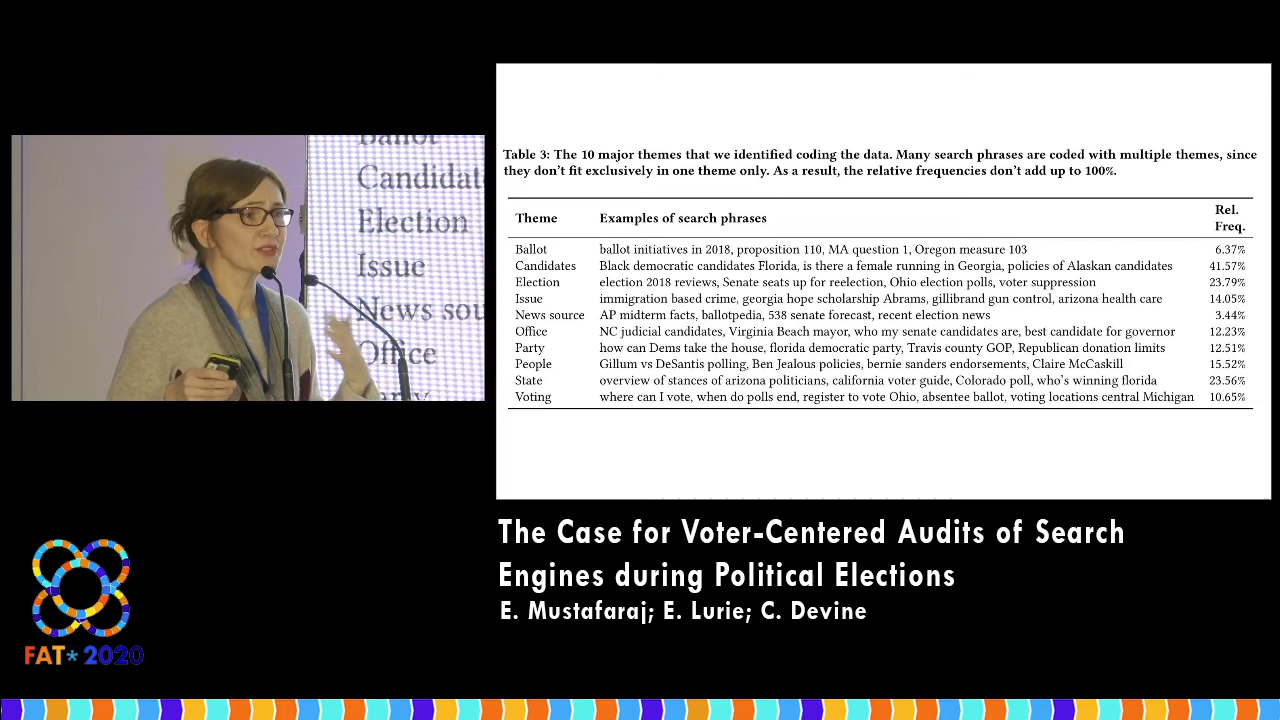 Ballot
Candidat
Election
Issue
News sou
Office
Party
Table 3: The 10 major themes that we identified coding the data. Many search phrases are coded with multiple themes, since
they don't fit exclusively in one theme only. As a result, the relative frequencies don't add up to 100%.
Theme Examples of search phrases Rel. Freq.
Ballot ballot initiatives in 2018, proposition 110, MA question 1, Oregon measure 103 6.37%
Candidates Black democratic candidates Florida, is there a female running in Georgia, policies of Alaskan candidates 41.57%
Election election 2018 reviews, Senate seats up for reelection, Ohio election polls, voter suppression 23.79%
Issue immigration based crime, georgia hope scholarship Abrams, gillibrand gun control, arizona health care 14.05%
News source AP midterm facts, ballotpedia, 538 senate forecast, recent election news 3.44%
Office NC judicial candidates, Virginia Beach mayor, who my senate candidates are, best candidate for governor 12.23%
Party how can Dems take the house, florida democratic party, Travis county GOP, Republican donation limits 12.51%
People Gillum vs DeSantis polling, Ben Jealous policies, bernie sanders endorsements, Claire McCaskill 15.52%
State overview of stances of arizona politicians, california voter guide, Colorado poll, who's winning florida 23.56%
Voting where can I vote, when do polls end, register to vote Ohio, absentee ballot, voting locations central Michigan 10.65%
The Case for Voter-Centered Audits of Search
Engines during Political Elections
E. Mustafaraj; E. Lurie; C. Devine
FAT* 2020